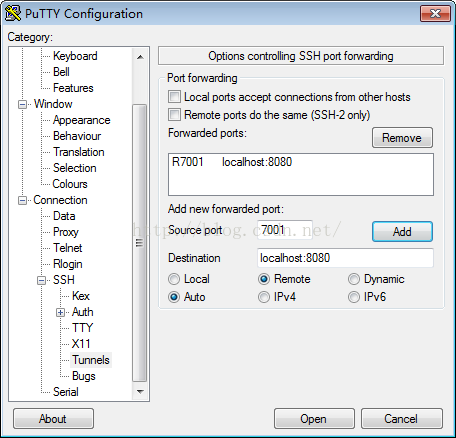 PuTTY Configuration
Category:
Keyboard
Bell
Features
Window
Appearance
Behaviour
Translation
Selection
Colours
Connection
Data
Proxy
Telnet
Rlogin
SSH
Kex
Auth
TTY
X11
Tunnels
Bugs
Serial
Options controlling SSH port forwarding
Port forwarding
Local ports accept connections from other hosts
Remote ports do the same (SSH-2 only)
Forwarded ports:
Remove
R7001 localhost:8080
Add new forwarded port:
Source port 7001 Add
Destination localhost:8080
Local Remote Dynamic
Auto IPv4 IPv6
http://blog.csdn.net/
About Open Cancel